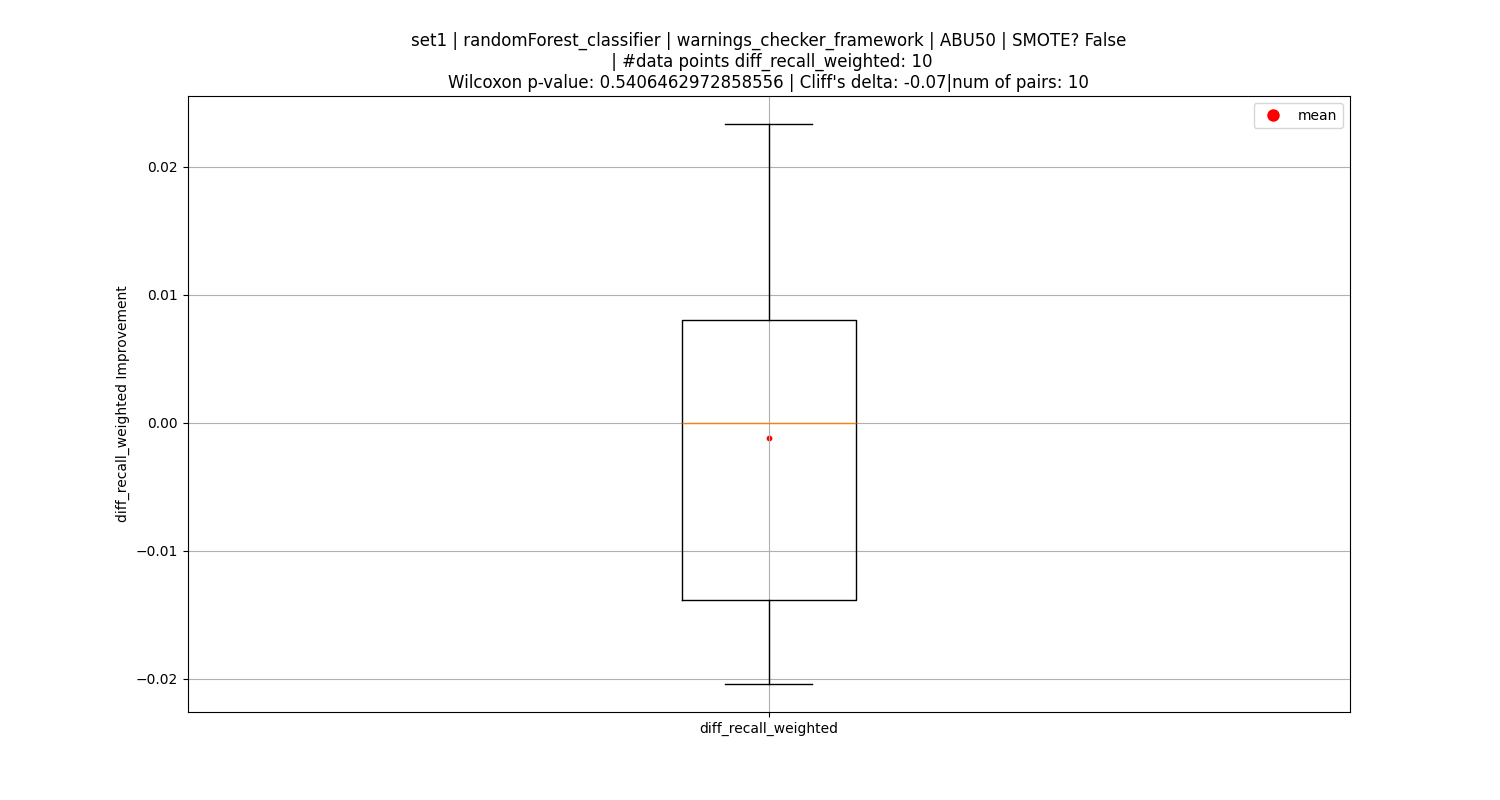 set1 | randomForest_classifier | warnings_checker_framework | ABU50 | SMOTE? False
| #data points diff_recall_weighted: 10
Wilcoxon p-value: 0.5406462972858556 | Cliff's delta: -0.07|num of pairs: 10
mean
0.02
0.01
0.00
−0.01
−0.02
diff_recall_weighted Improvement
diff_recall_weighted